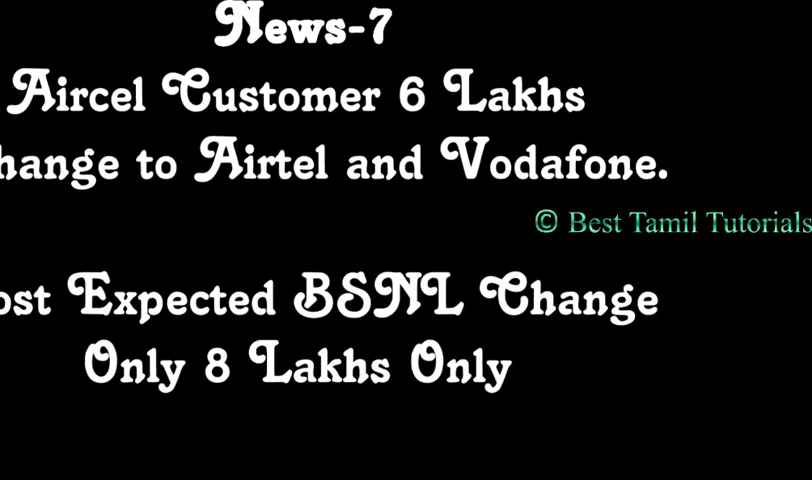 News-7
Aircel Customer 6 Lakhs
hange to Airtel and Vodafone.
© Best Tamil Tutorials
ost Expected BSNL Change
Only 8 Lakhs Only